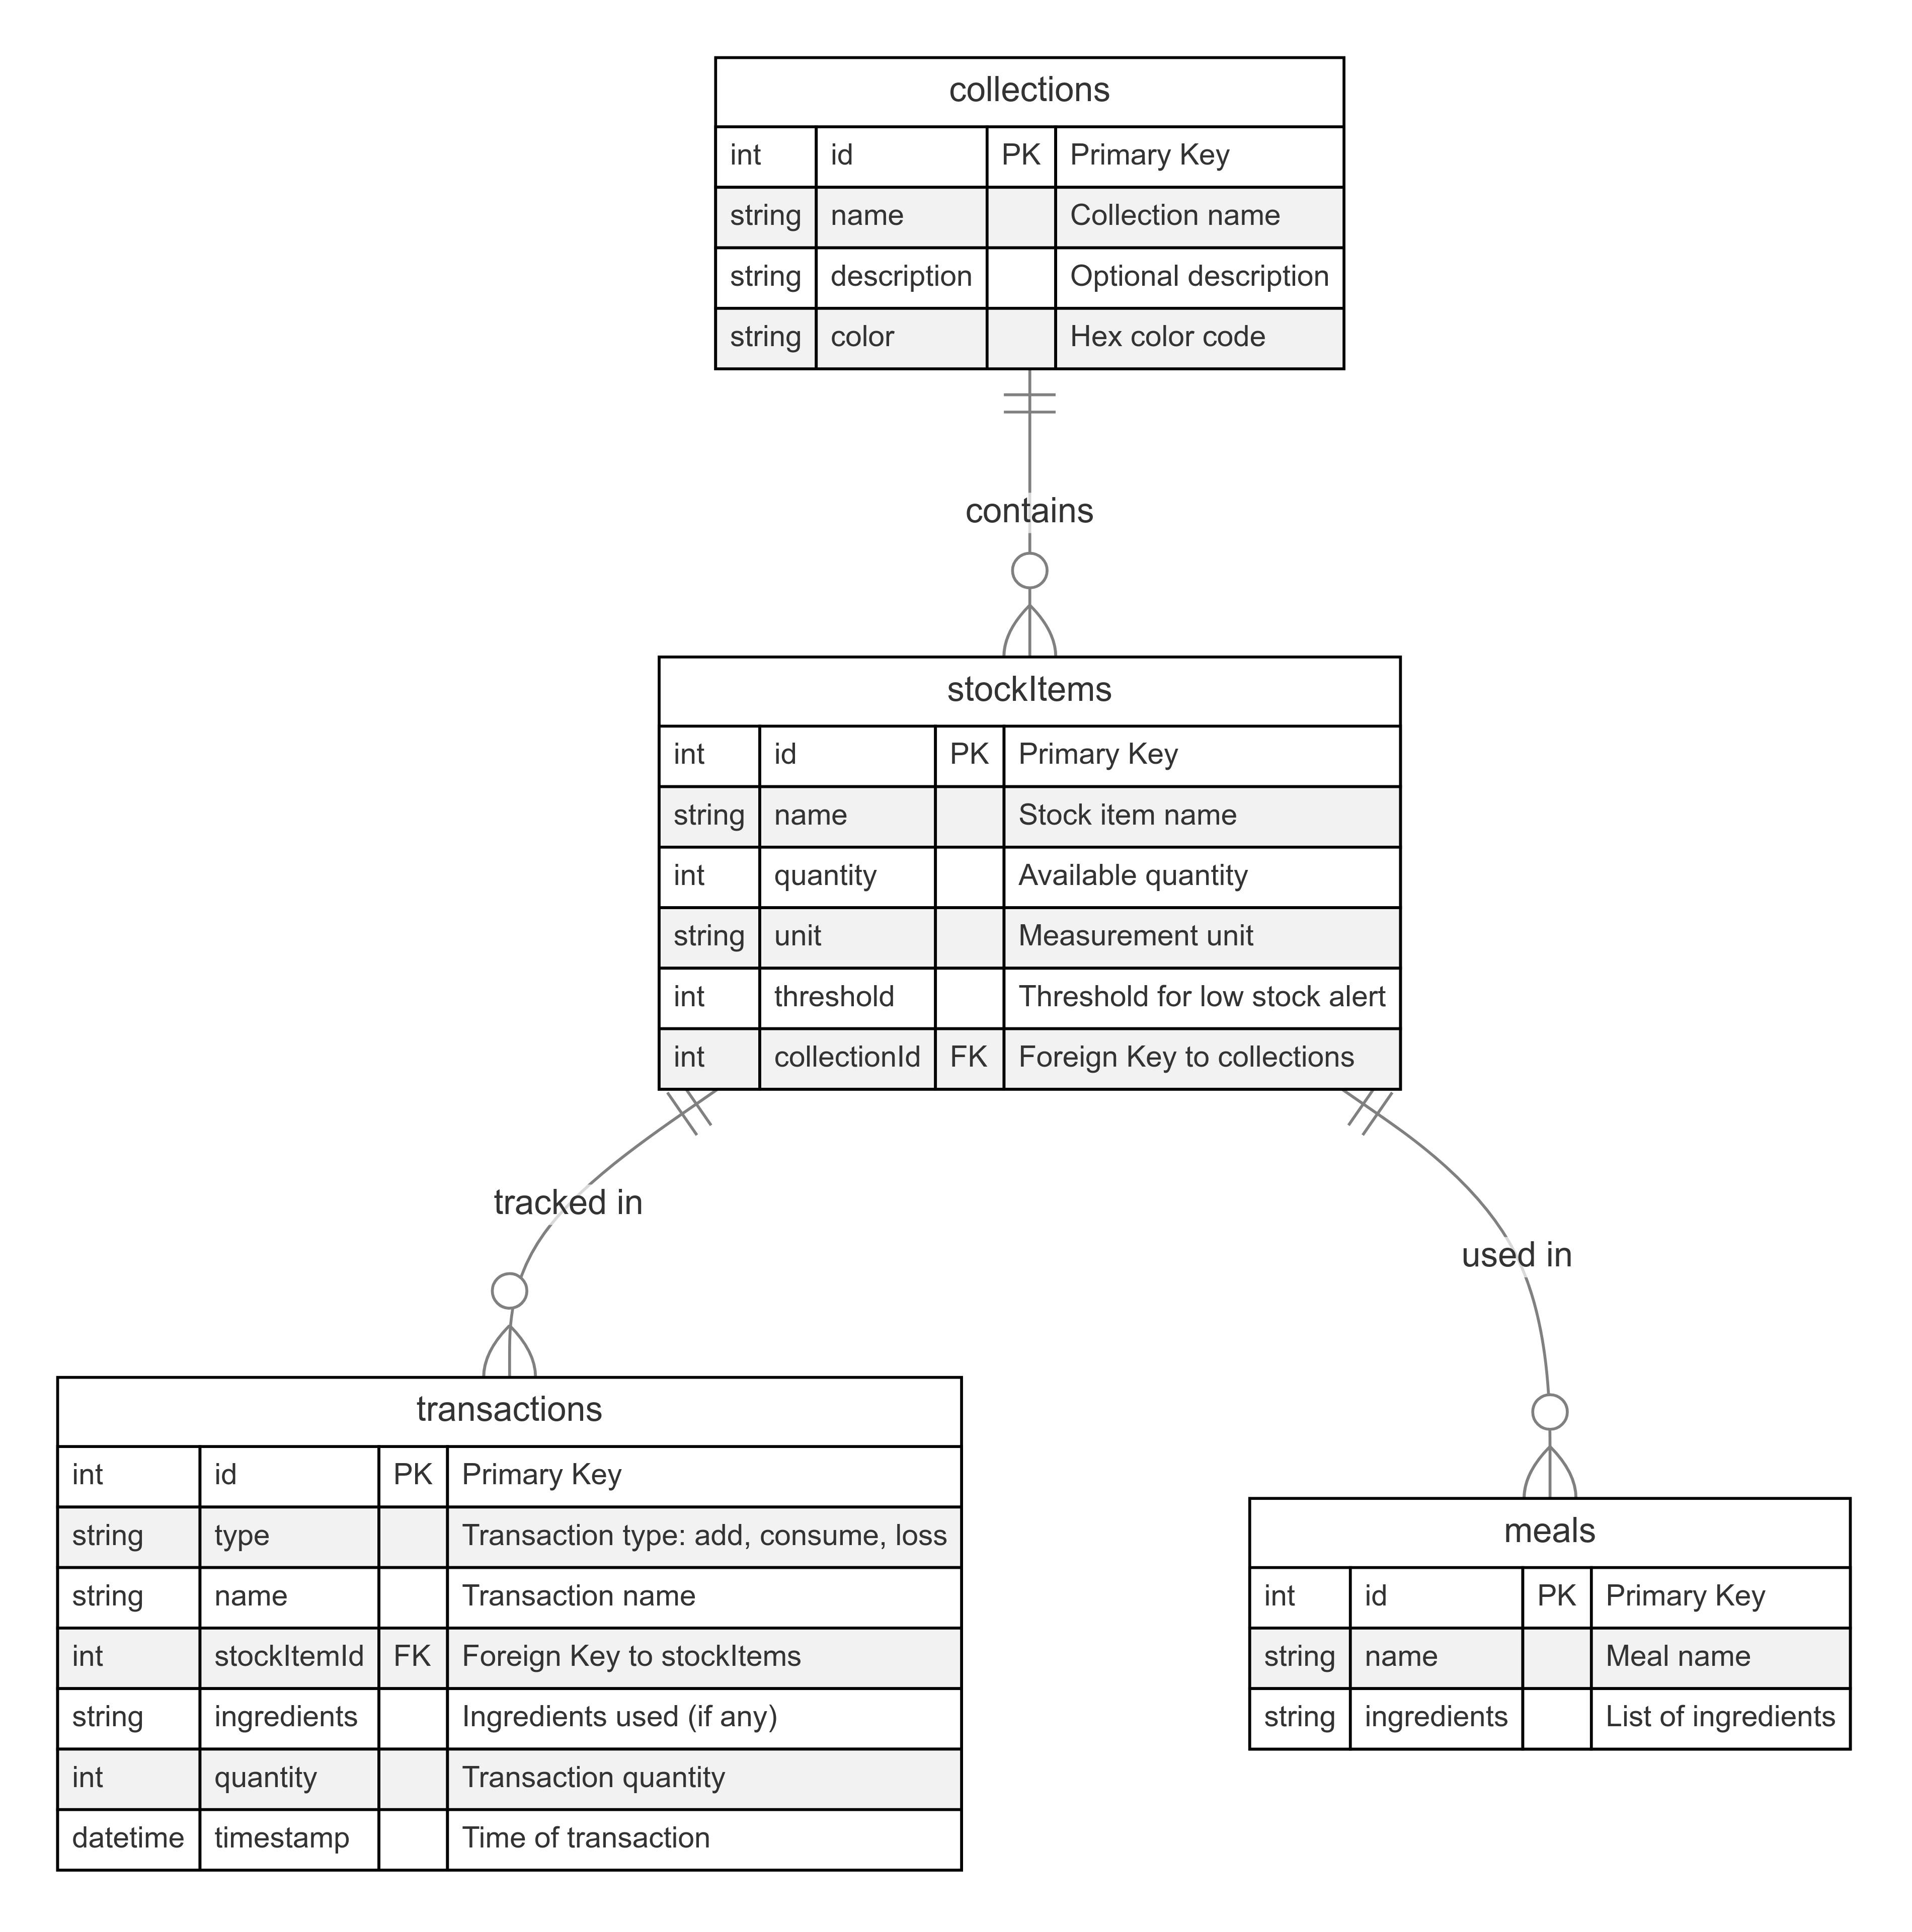 collections
int id PK Primary Key
string name Collection name
string description Optional description
string color Hex color code
contains
stockItems
int id PK Primary Key
string name Stock item name
int quantity Available quantity
string unit Measurement unit
int threshold Threshold for low stock alert
int collectionId FK Foreign Key to collections
tracked in
used in
transactions
int id PK Primary Key
string type Transaction type: add, consume, loss
string name Transaction name
int stockItemId FK Foreign Key to stockItems
string ingredients Ingredients used (if any)
int quantity Transaction quantity
datetime timestamp Time of transaction
meals
int id PK Primary Key
string name Meal name
string ingredients List of ingredients